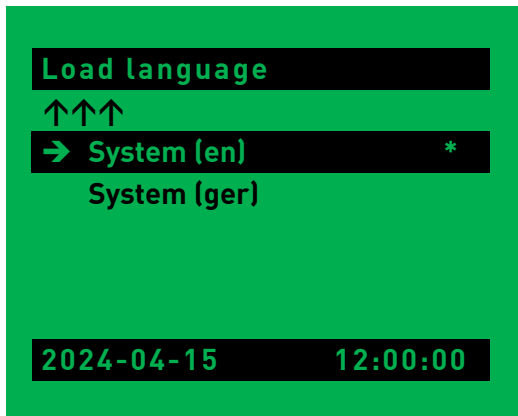 Load language
↑↑↑
➔ System (en) *
System (ger)
2024-04-15 12:00:00